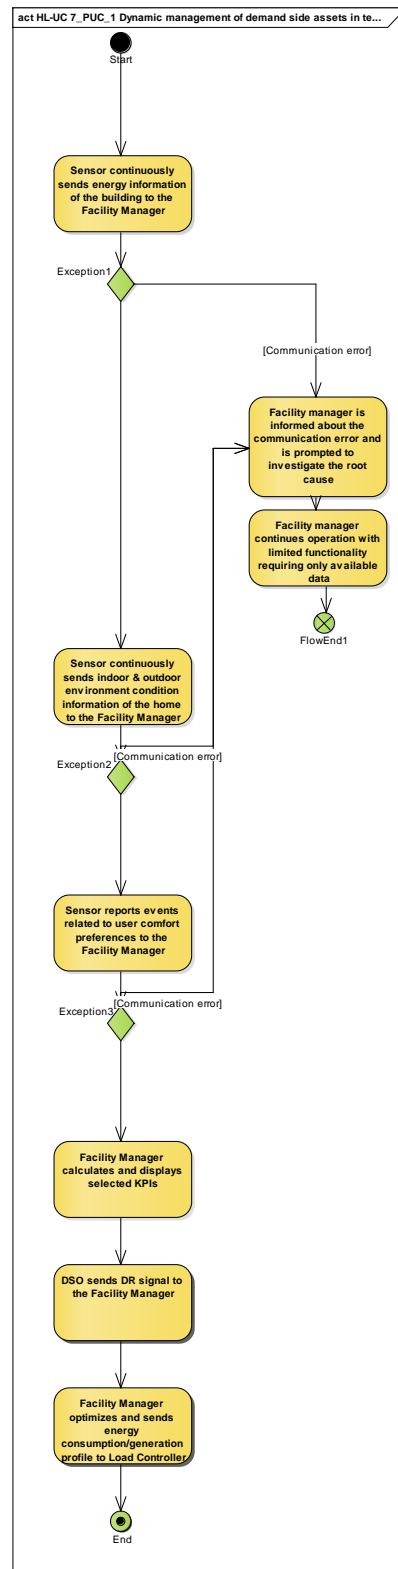 act HL-UC 7_PUC_1 Dynamic management of demand side assets in te...
Start
Sensor continuously
sends energy information
of the building to the
Facility Manager
Exception1
[Communication error]
Facility manager is
informed about the
communication error and
is prompted to
investigate the root
cause
Facility manager
continues operation with
limited functionality
requiring only available
data
FlowEnd1
Sensor continuously
sends indoor & outdoor
environment condition
information of the home
to the Facility Manager
[Communication error]
Exception2
Sensor reports events
related to user comfort
preferences to the
Facility Manager
[Communication error]
Exception3
Facility Manager
calculates and displays
selected KPIs
DSO sends DR signal to
the Facility Manager
Facility Manager
optimizes and sends
energy
consumption/generation
profile to Load Controller
End